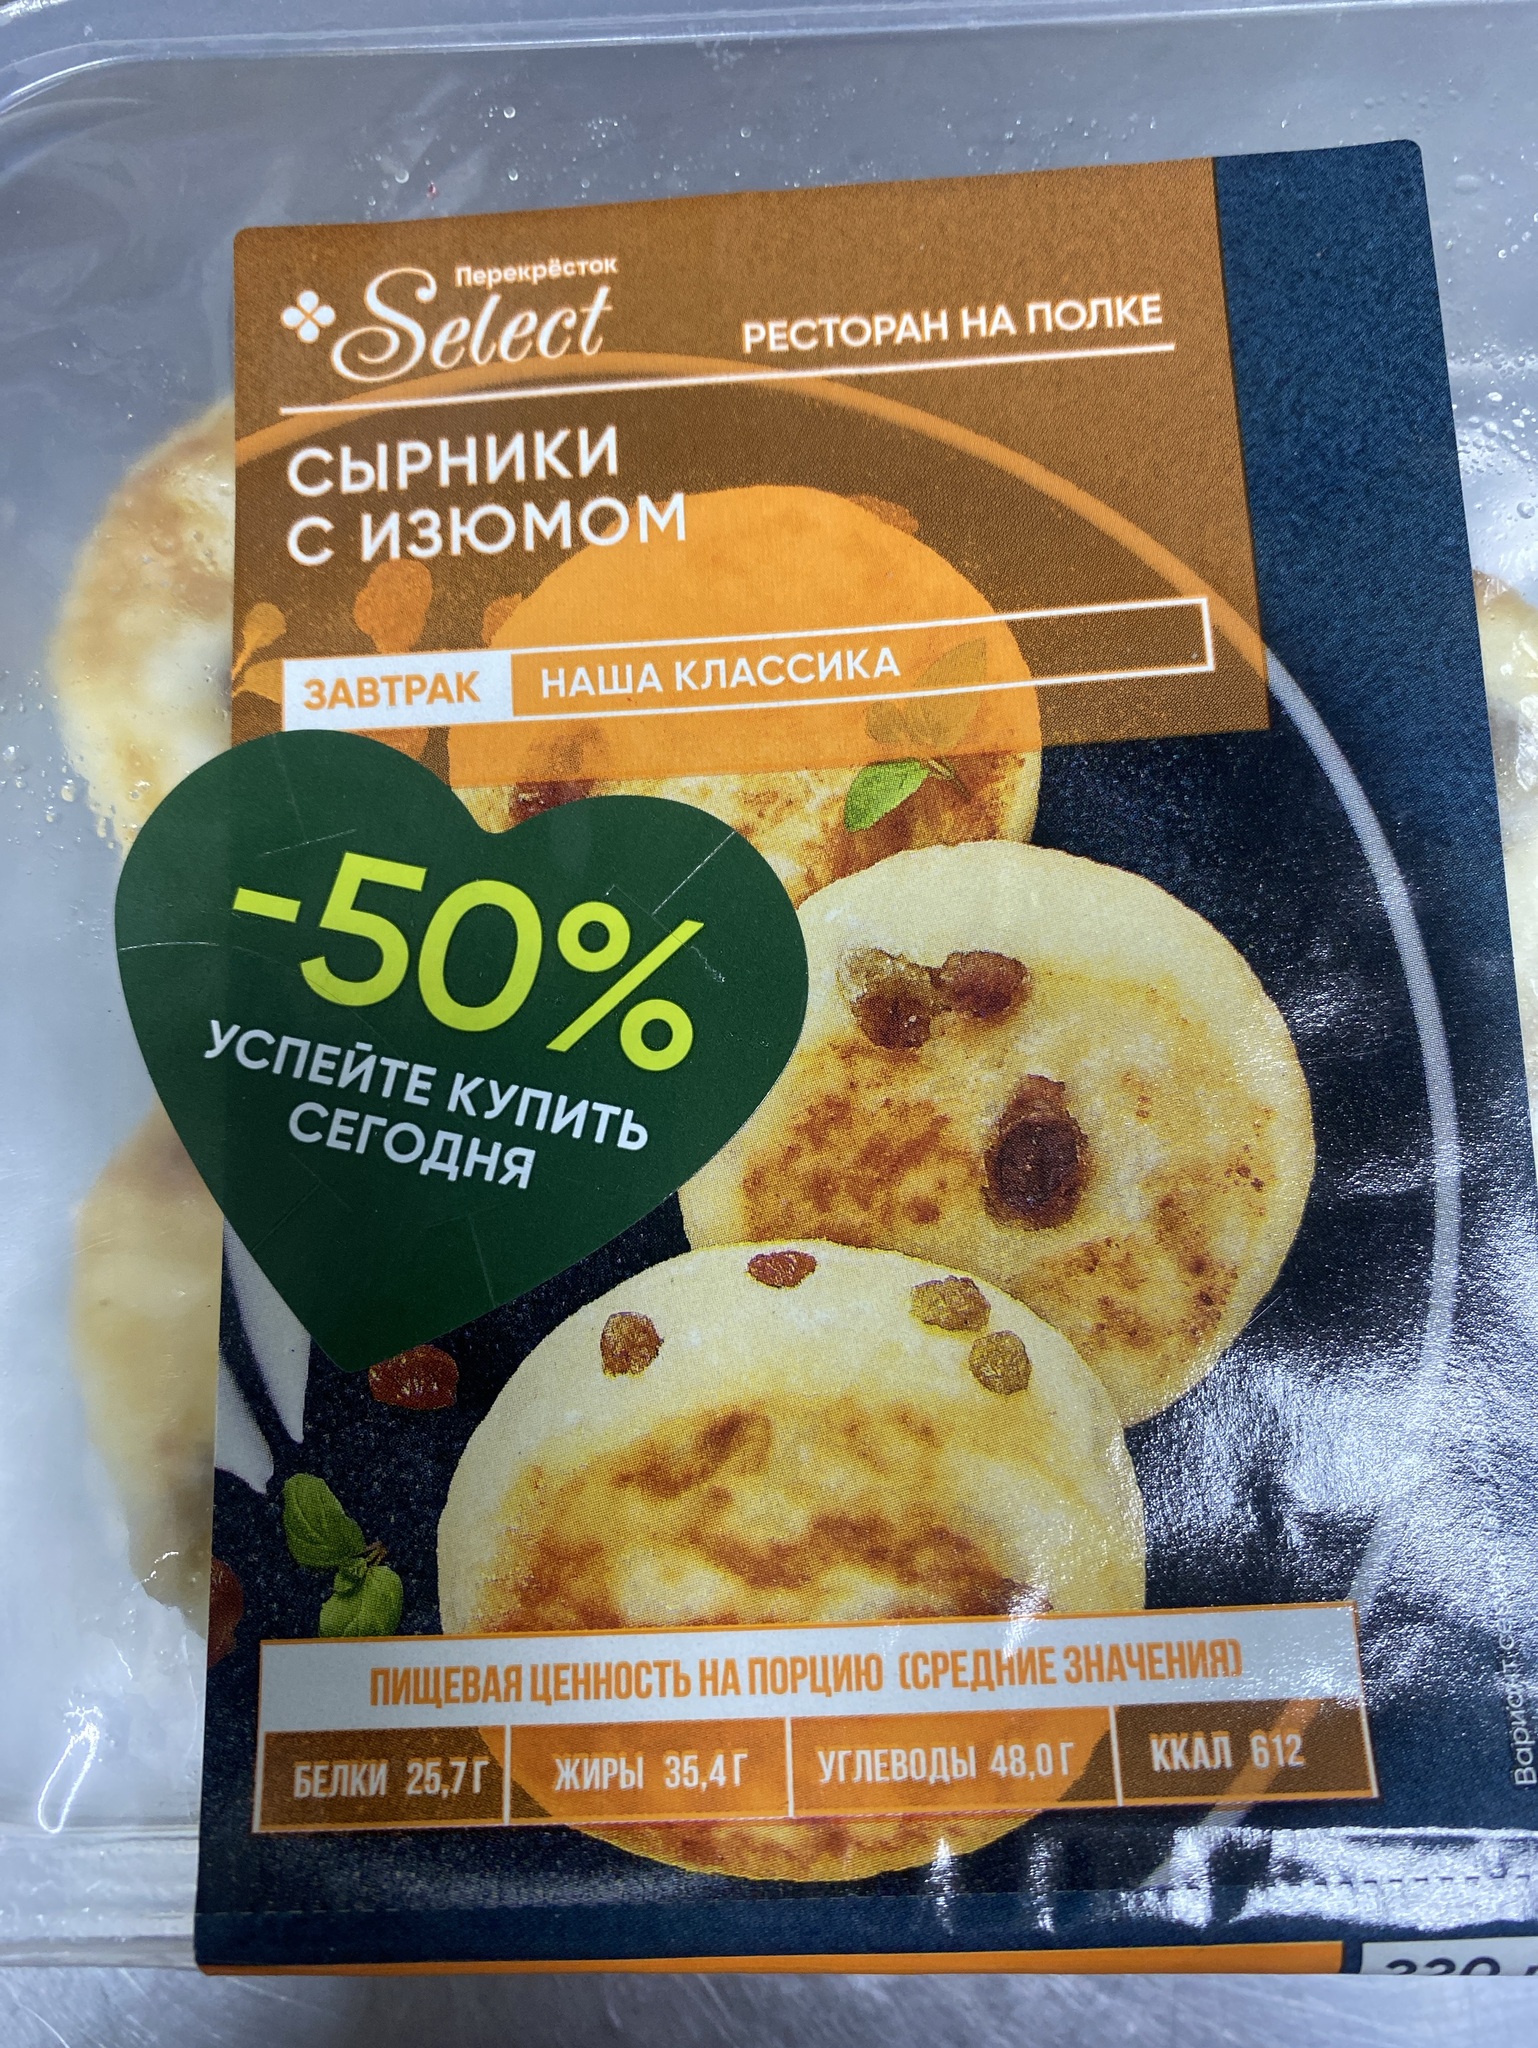 Перекрёсток
Select
РЕСТОРАН НА ПОЛКЕ
СЫРНИКИ
С ИЗЮМОМ
ЗАВТРАК НАША КЛАССИКА
-50%
УСПЕЙТЕ КУПИТЬ
СЕГОДНЯ
ПИЩЕВАЯ ЦЕННОСТЬ НА ПОРЦИЮ (СРЕДНИЕ ЗНАЧЕНИЯ)
БЕЛКИ 25,7 Г ЖИРЫ 35,4 Г УГЛЕВОДЫ 48,0 Г ККАЛ 612